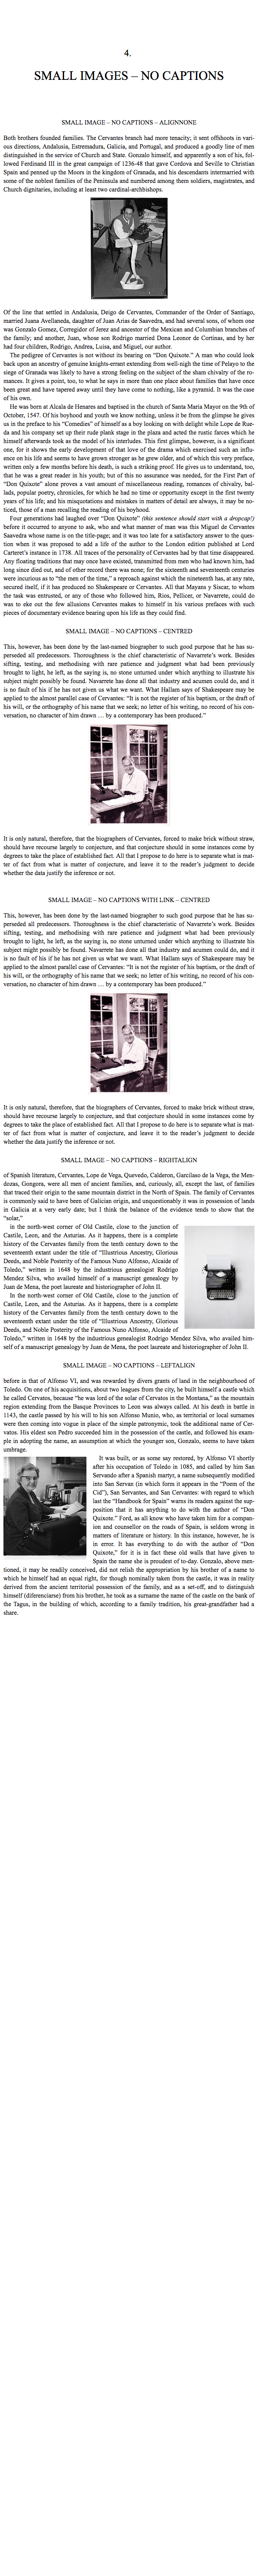 4.
SMALL IMAGES – NO CAPTIONS
SMALL IMAGE – NO CAPTIONS – ALIGNNONE
Both brothers founded families. The Cervantes branch had more tenacity; it sent offshoots in vari-
ous directions, Andalusia, Estremadura, Galicia, and Portugal, and produced a goodly line of men
distinguished in the service of Church and State. Gonzalo himself, and apparently a son of his, fol-
lowed Ferdinand III in the great campaign of 1236-48 that gave Cordova and Seville to Christian
Spain and penned up the Moors in the kingdom of Granada, and his descendants intermarried with
some of the noblest families of the Peninsula and numbered among them soldiers, magistrates, and
Church dignitaries, including at least two cardinal-archbishops.
Of the line that settled in Andalusia, Deigo de Cervantes, Commander of the Order of Santiago,
married Juana Avellaneda, daughter of Juan Arias de Saavedra, and had several sons, of whom one
was Gonzalo Gomez, Corregidor of Jerez and ancestor of the Mexican and Columbian branches of
the family; and another, Juan, whose son Rodrigo married Dona Leonor de Cortinas, and by her
had four children, Rodrigo, Andrea, Luisa, and Miguel, our author.
The pedigree of Cervantes is not without its bearing on “Don Quixote.” A man who could look
back upon an ancestry of genuine knights-errant extending from well-nigh the time of Pelayo to the
siege of Granada was likely to have a strong feeling on the subject of the sham chivalry of the ro-
mances. It gives a point, too, to what he says in more than one place about families that have once
been great and have tapered away until they have come to nothing, like a pyramid. It was the case
of his own.
He was born at Alcala de Henares and baptised in the church of Santa Maria Mayor on the 9th of
October, 1547. Of his boyhood and youth we know nothing, unless it be from the glimpse he gives
us in the preface to his “Comedies” of himself as a boy looking on with delight while Lope de Rue-
da and his company set up their rude plank stage in the plaza and acted the rustic farces which he
himself afterwards took as the model of his interludes. This first glimpse, however, is a significant
one, for it shows the early development of that love of the drama which exercised such an influ-
ence on his life and seems to have grown stronger as he grew older, and of which this very preface,
written only a few months before his death, is such a striking proof. He gives us to understand, too,
that he was a great reader in his youth; but of this no assurance was needed, for the First Part of
“Don Quixote” alone proves a vast amount of miscellaneous reading, romances of chivalry, bal-
lads, popular poetry, chronicles, for which he had no time or opportunity except in the first twenty
years of his life; and his misquotations and mistakes in matters of detail are always, it may be no-
ticed, those of a man recalling the reading of his boyhood.
Four generations had laughed over “Don Quixote” (this sentence should start with a dropcap!)
before it occurred to anyone to ask, who and what manner of man was this Miguel de Cervantes
Saavedra whose name is on the title-page; and it was too late for a satisfactory answer to the ques-
tion when it was proposed to add a life of the author to the London edition published at Lord
Carteret’s instance in 1738. All traces of the personality of Cervantes had by that time disappeared.
Any floating traditions that may once have existed, transmitted from men who had known him, had
long since died out, and of other record there was none; for the sixteenth and seventeenth centuries
were incurious as to “the men of the time,” a reproach against which the nineteenth has, at any rate,
secured itself, if it has produced no Shakespeare or Cervantes. All that Mayans y Siscar, to whom
the task was entrusted, or any of those who followed him, Rios, Pellicer, or Navarrete, could do
was to eke out the few allusions Cervantes makes to himself in his various prefaces with such
pieces of documentary evidence bearing upon his life as they could find.
SMALL IMAGE – NO CAPTIONS – CENTRED
This, however, has been done by the last-named biographer to such good purpose that he has su-
perseded all predecessors. Thoroughness is the chief characteristic of Navarrete’s work. Besides
sifting, testing, and methodising with rare patience and judgment what had been previously
brought to light, he left, as the saying is, no stone unturned under which anything to illustrate his
subject might possibly be found. Navarrete has done all that industry and acumen could do, and it
is no fault of his if he has not given us what we want. What Hallam says of Shakespeare may be
applied to the almost parallel case of Cervantes: “It is not the register of his baptism, or the draft of
his will, or the orthography of his name that we seek; no letter of his writing, no record of his con-
versation, no character of him drawn ... by a contemporary has been produced.”
It is only natural, therefore, that the biographers of Cervantes, forced to make brick without straw,
should have recourse largely to conjecture, and that conjecture should in some instances come by
degrees to take the place of established fact. All that I propose to do here is to separate what is mat-
ter of fact from what is matter of conjecture, and leave it to the reader’s judgment to decide
whether the data justify the inference or not.
SMALL IMAGE – NO CAPTIONS WITH LINK – CENTRED
This, however, has been done by the last-named biographer to such good purpose that he has su-
perseded all predecessors. Thoroughness is the chief characteristic of Navarrete’s work. Besides
sifting, testing, and methodising with rare patience and judgment what had been previously
brought to light, he left, as the saying is, no stone unturned under which anything to illustrate his
subject might possibly be found. Navarrete has done all that industry and acumen could do, and it
is no fault of his if he has not given us what we want. What Hallam says of Shakespeare may be
applied to the almost parallel case of Cervantes: “It is not the register of his baptism, or the draft of
his will, or the orthography of his name that we seek; no letter of his writing, no record of his con-
versation, no character of him drawn ... by a contemporary has been produced.”
It is only natural, therefore, that the biographers of Cervantes, forced to make brick without straw,
should have recourse largely to conjecture, and that conjecture should in some instances come by
degrees to take the place of established fact. All that I propose to do here is to separate what is mat-
ter of fact from what is matter of conjecture, and leave it to the reader’s judgment to decide
whether the data justify the inference or not.
SMALL IMAGE – NO CAPTIONS – RIGHTALIGN
of Spanish literature, Cervantes, Lope de Vega, Quevedo, Calderon, Garcilaso de la Vega, the Men-
dozas, Gongora, were all men of ancient families, and, curiously, all, except the last, of families
that traced their origin to the same mountain district in the North of Spain. The family of Cervantes
is commonly said to have been of Galician origin, and unquestionably it was in possession of lands
in Galicia at a very early date; but I think the balance of the evidence tends to show that the
“solar,”
in the north-west corner of Old Castile, close to the junction of
Castile, Leon, and the Asturias. As it happens, there is a complete
history of the Cervantes family from the tenth century down to the
seventeenth extant under the title of “Illustrious Ancestry, Glorious
Deeds, and Noble Posterity of the Famous Nuno Alfonso, Alcaide of
Toledo,” written in 1648 by the industrious genealogist Rodrigo
Mendez Silva, who availed himself of a manuscript genealogy by
Juan de Mena, the poet laureate and historiographer of John II.
In the north-west corner of Old Castile, close to the junction of
Castile, Leon, and the Asturias. As it happens, there is a complete
history of the Cervantes family from the tenth century down to the
seventeenth extant under the title of “Illustrious Ancestry, Glorious
Deeds, and Noble Posterity of the Famous Nuno Alfonso, Alcaide of
Toledo,” written in 1648 by the industrious genealogist Rodrigo Mendez Silva, who availed him-
self of a manuscript genealogy by Juan de Mena, the poet laureate and historiographer of John II.
SMALL IMAGE – NO CAPTIONS – LEFTALIGN
before in that of Alfonso VI, and was rewarded by divers grants of land in the neighbourhood of
Toledo. On one of his acquisitions, about two leagues from the city, he built himself a castle which
he called Cervatos, because “he was lord of the solar of Cervatos in the Montana,” as the mountain
region extending from the Basque Provinces to Leon was always called. At his death in battle in
1143, the castle passed by his will to his son Alfonso Munio, who, as territorial or local surnames
were then coming into vogue in place of the simple patronymic, took the additional name of Cer-
vatos. His eldest son Pedro succeeded him in the possession of the castle, and followed his exam-
ple in adopting the name, an assumption at which the younger son, Gonzalo, seems to have taken
umbrage.
It was built, or as some say restored, by Alfonso VI shortly
after his occupation of Toledo in 1085, and called by him San
Servando after a Spanish martyr, a name subsequently modified
into San Servan (in which form it appears in the “Poem of the
Cid”), San Servantes, and San Cervantes: with regard to which
last the “Handbook for Spain” warns its readers against the sup-
position that it has anything to do with the author of “Don
Quixote.” Ford, as all know who have taken him for a compan-
ion and counsellor on the roads of Spain, is seldom wrong in
matters of literature or history. In this instance, however, he is
in error. It has everything to do with the author of “Don
Quixote,” for it is in fact these old walls that have given to
Spain the name she is proudest of to-day. Gonzalo, above men-
tioned, it may be readily conceived, did not relish the appropriation by his brother of a name to
which he himself had an equal right, for though nominally taken from the castle, it was in reality
derived from the ancient territorial possession of the family, and as a set-off, and to distinguish
himself (diferenciarse) from his brother, he took as a surname the name of the castle on the bank of
the Tagus, in the building of which, according to a family tradition, his great-grandfather had a
share.